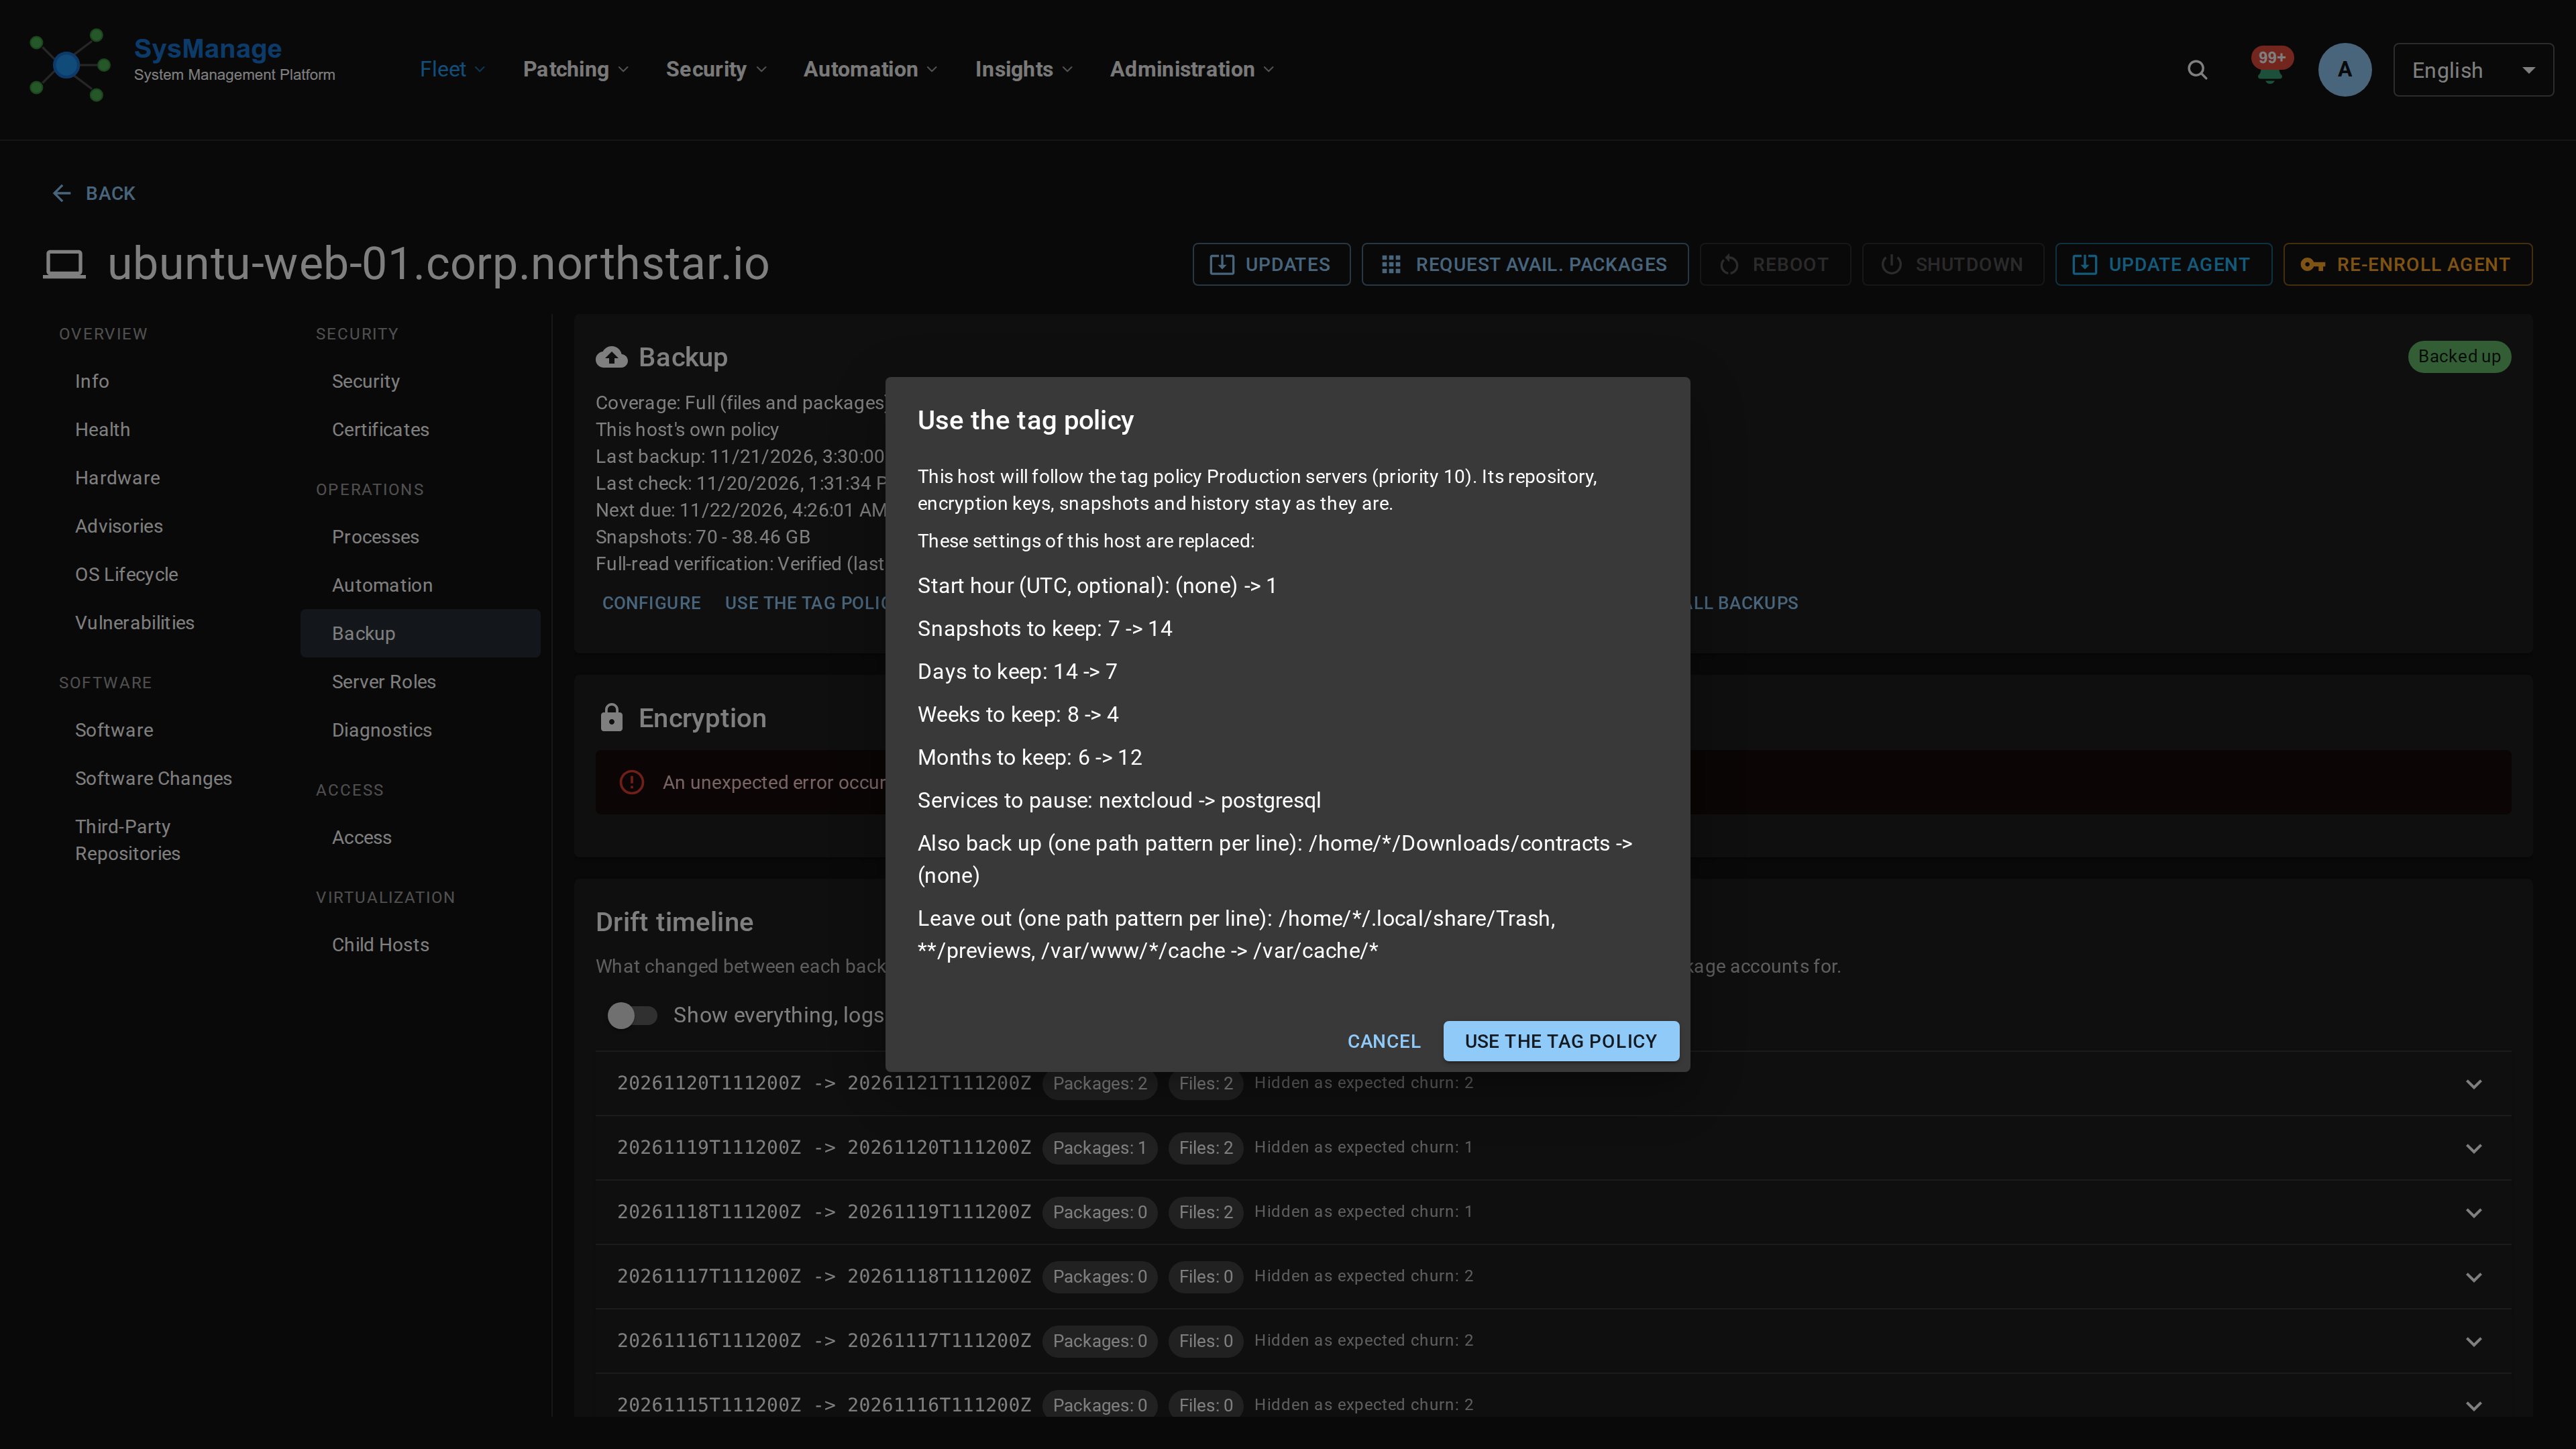 SysManage
System Management Platform
Fleet
Patching
Security
Automation
Insights
Administration
99+
A
English
BACK
ubuntu-web-01.corp.northstar.io
UPDATES
REQUEST AVAIL. PACKAGES
REBOOT
SHUTDOWN
UPDATE AGENT
RE-ENROLL AGENT
OVERVIEW
Info
Health
Hardware
Advisories
OS Lifecycle
Vulnerabilities
SOFTWARE
Software
Software Changes
Third-Party
Repositories
SECURITY
Security
Certificates
OPERATIONS
Processes
Automation
Backup
Server Roles
Diagnostics
ACCESS
Access
VIRTUALIZATION
Child Hosts
Backup
Backed up
Coverage: Full (files and packages)
This host's own policy
Last backup: 11/21/2026, 3:30:00
Last check: 11/20/2026, 1:31:34 P
Next due: 11/22/2026, 4:26:01 AM
Snapshots: 70 - 38.46 GB
Full-read verification: Verified (last
CONFIGURE
USE THE TAG POLIC
ALL BACKUPS
Encryption
An unexpected error occur
Drift timeline
What changed between each back
kage accounts for.
Show everything, logs
20261120T111200Z -> 20261121T111200Z Packages: 2 Files: 2 Hidden as expected churn: 2
20261119T111200Z -> 20261120T111200Z Packages: 1 Files: 2 Hidden as expected churn: 1
20261118T111200Z -> 20261119T111200Z Packages: 0 Files: 2 Hidden as expected churn: 1
20261117T111200Z -> 20261118T111200Z Packages: 0 Files: 0 Hidden as expected churn: 2
20261116T111200Z -> 20261117T111200Z Packages: 0 Files: 0 Hidden as expected churn: 2
20261115T111200Z -> 20261116T111200Z Packages: 0 Files: 0 Hidden as expected churn: 2
Use the tag policy
This host will follow the tag policy Production servers (priority 10). Its repository,
encryption keys, snapshots and history stay as they are.
These settings of this host are replaced:
Start hour (UTC, optional): (none) -> 1
Snapshots to keep: 7 -> 14
Days to keep: 14 -> 7
Weeks to keep: 8 -> 4
Months to keep: 6 -> 12
Services to pause: nextcloud -> postgresql
Also back up (one path pattern per line): /home/*/Downloads/contracts ->
(none)
Leave out (one path pattern per line): /home/*/.local/share/Trash,
**/previews, /var/www/*/cache -> /var/cache/*
CANCEL
USE THE TAG POLICY